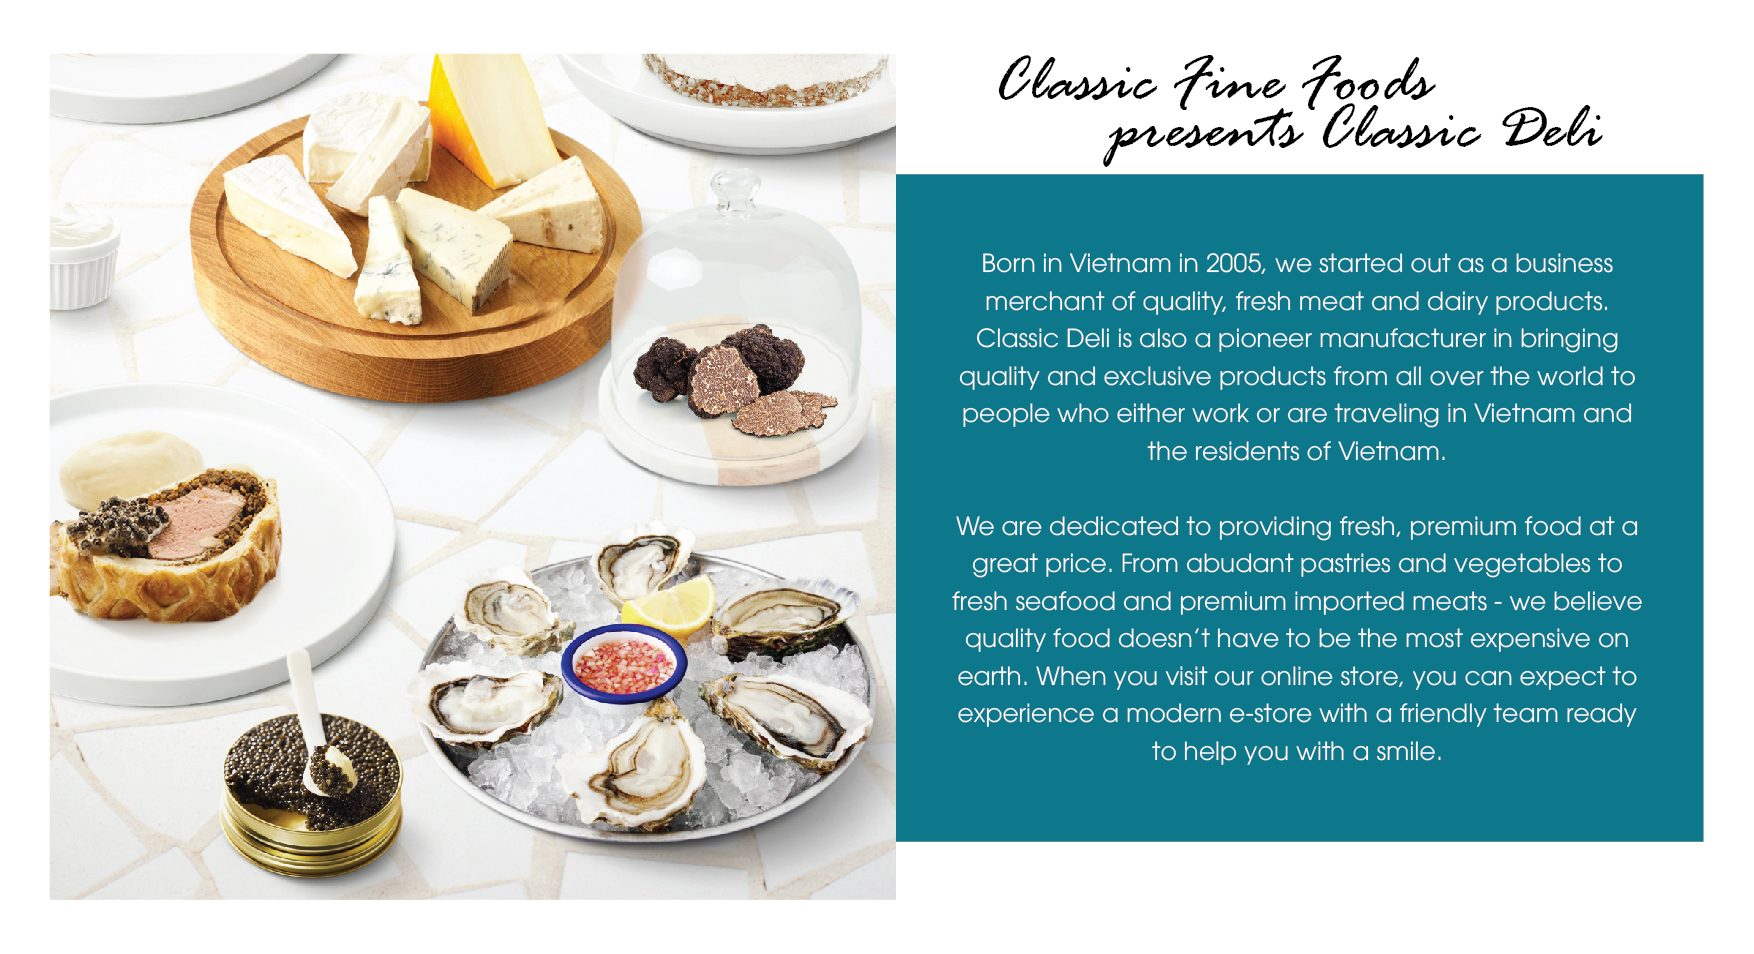 Classic Fine Foods
presents Classic Deli
Born in Vietnam in 2005, we started out as a business
merchant of quality, fresh meat and dairy products.
Classic Deli is also a pioneer manufacturer in bringing
quality and exclusive products from all over the world to
people who either work or are traveling in Vietnam and
the residents of Vietnam.
We are dedicated to providing fresh, premium food at a
great price. From abudant pastries and vegetables to
fresh seafood and premium imported meats - we believe
quality food doesn't have to be the most expensive on
earth. When you visit our online store, you can expect to
experience a modern e-store with a friendly team ready
to help you with a smile.